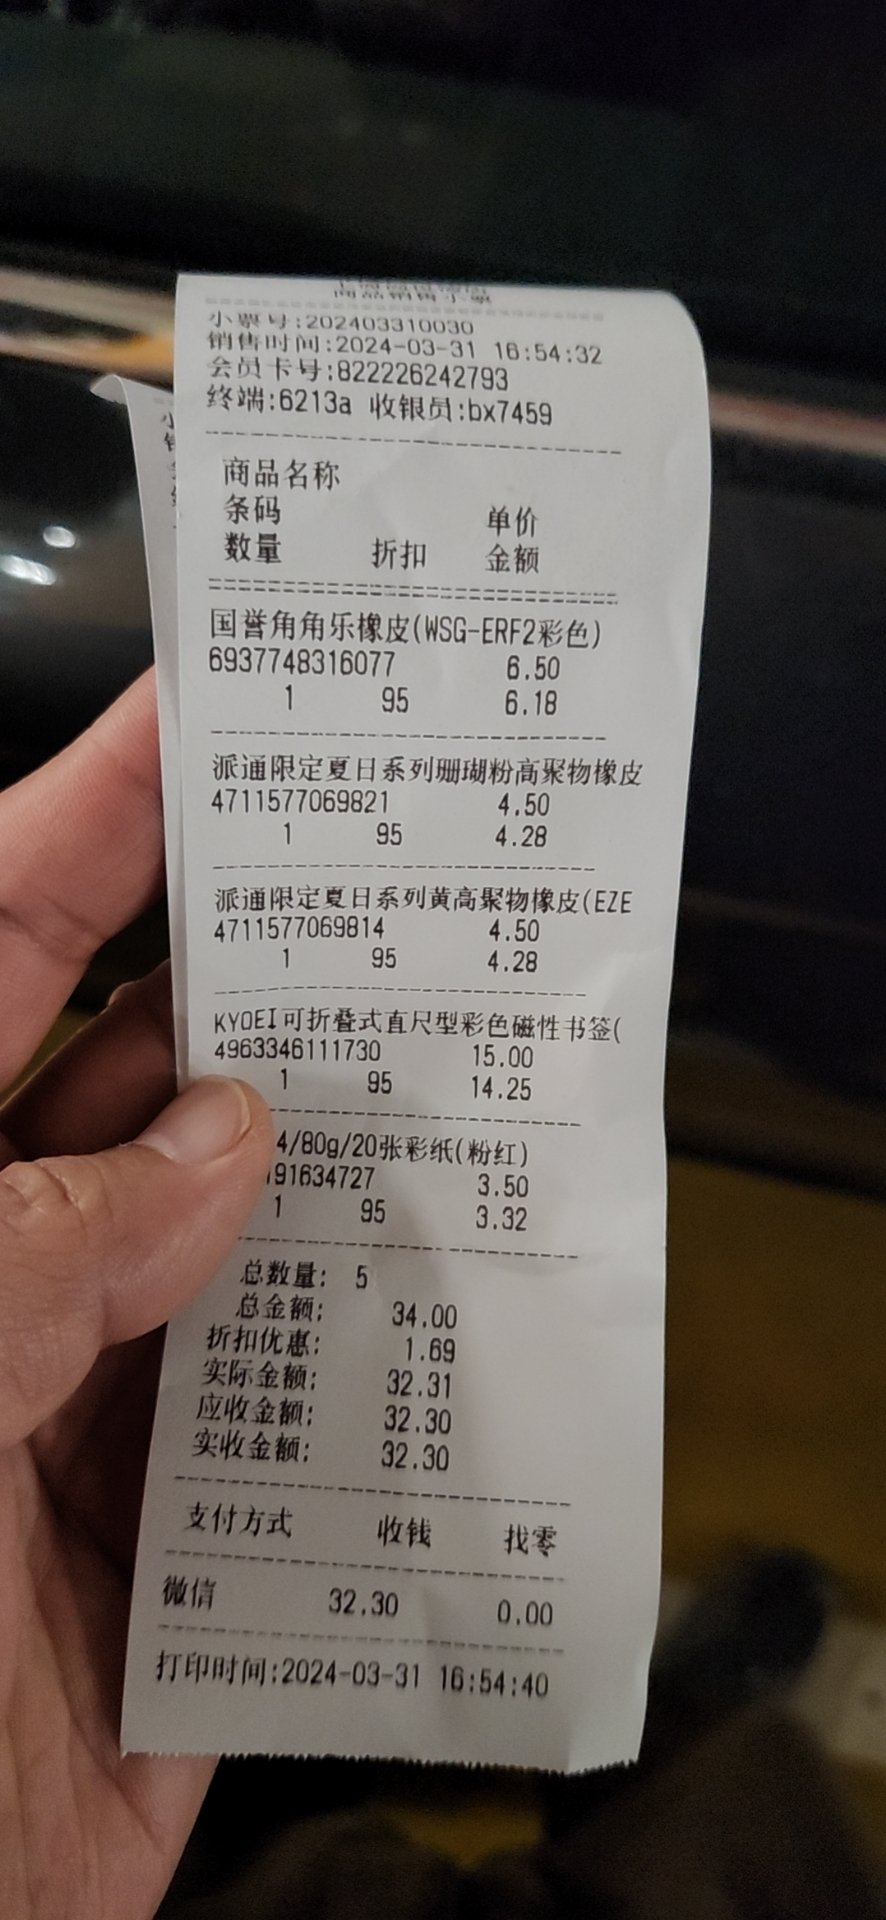 商品销售小票
小票号:202403310030
销售时间:2024-03-31 16:54:32
会员卡号:822226242793
终端:6213a 收银员:bx7459
商品名称
条码 单价
数量 折扣 金额
国誉角角乐橡皮(WSG-ERF2彩色)
6937748316077 6.50
1 95 6.18
派通限定夏日系列珊瑚粉高聚物橡皮
4711577069821 4.50
1 95 4.28
派通限定夏日系列黄高聚物橡皮(EZE
4711577069814 4.50
1 95 4.28
KYOEI可折叠式直尺型彩色磁性书签(
4963346111730 15.00
1 95 14.25
4/80g/20张彩纸(粉红)
191634727 3.50
1 95 3.32
总数量: 5
总金额: 34.00
折扣优惠: 1.69
实际金额: 32.31
应收金额: 32.30
实收金额: 32.30
支付方式 收钱 找零
微信 32.30 0.00
打印时间:2024-03-31 16:54:40